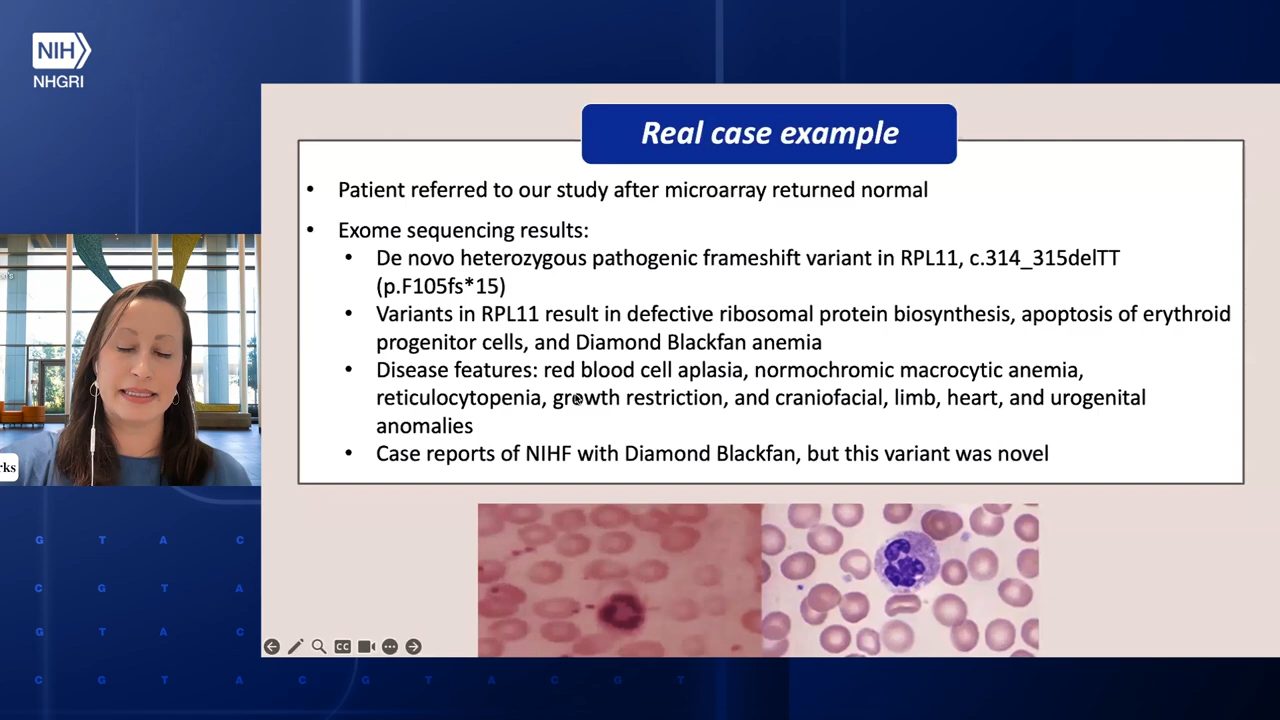 NIH
NHGRI
Real case example
• Patient referred to our study after microarray returned normal
• Exome sequencing results:
• De novo heterozygous pathogenic frameshift variant in RPL11, c.314_315delTT
(p.F105fs*15)
• Variants in RPL11 result in defective ribosomal protein biosynthesis, apoptosis of erythroid
progenitor cells, and Diamond Blackfan anemia
• Disease features: red blood cell aplasia, normochromic macrocytic anemia,
reticulocytopenia, growth restriction, and craniofacial, limb, heart, and urogenital
anomalies
• Case reports of NIHF with Diamond Blackfan, but this variant was novel
rks
CC
G T A C
C G T A
G T A C
C G T A C G T A C G T